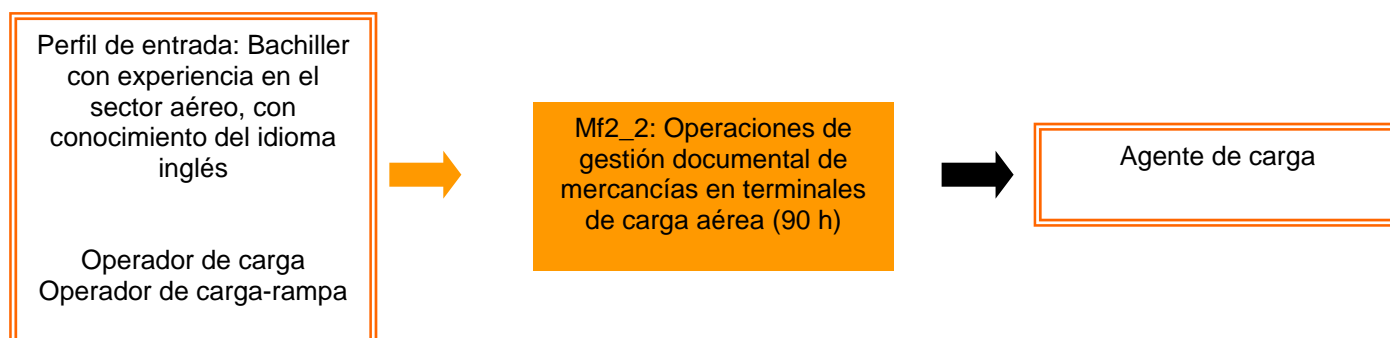 Perfil de entrada: Bachiller
con experiencia en el
sector aéreo, con
conocimiento del idioma
inglés
Operador de carga
Operador de carga-rampa
Mf2_2: Operaciones de
gestión documental de
mercancías en terminales
de carga aérea (90 h)
Agente de carga